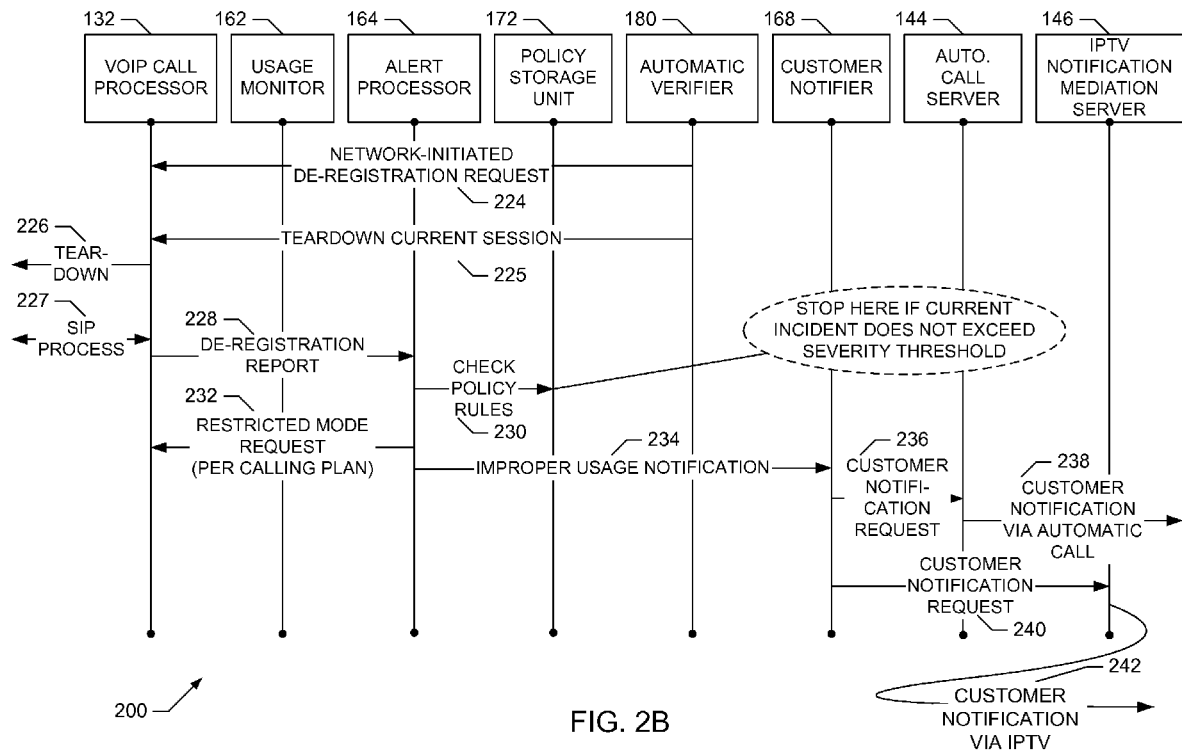 132
162
164
172
180
168
144
146
VOIP CALL
PROCESSOR
USAGE
MONITOR
ALERT
PROCESSOR
POLICY
STORAGE
UNIT
AUTOMATIC
VERIFIER
CUSTOMER
NOTIFIER
AUTO.
CALL
SERVER
IPTV
NOTIFICATION
MEDIATION
SERVER
NETWORK-INITIATED
DE-REGISTRATION REQUEST
224
TEARDOWN CURRENT SESSION
225
226
TEAR-
DOWN
227
SIP
PROCESS
228
DE-REGISTRATION
REPORT
STOP HERE IF CURRENT
INCIDENT DOES NOT EXCEED
SEVERITY THRESHOLD
CHECK
POLICY
RULES
230
232
RESTRICTED MODE
REQUEST
(PER CALLING PLAN)
234
IMPROPER USAGE NOTIFICATION
236
CUSTOMER
NOTIFI-
CATION
REQUEST
238
CUSTOMER
NOTIFICATION
VIA AUTOMATIC
CALL
CUSTOMER
NOTIFICATION
REQUEST
240
242
CUSTOMER
NOTIFICATION
VIA IPTV
200
FIG. 2B